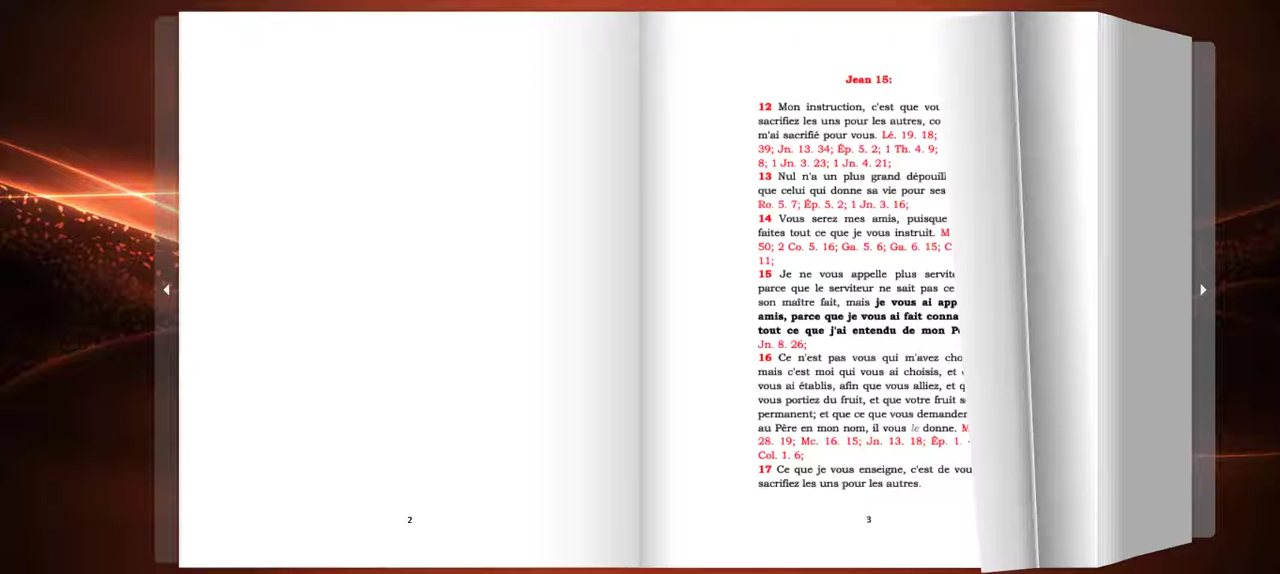 Jean 15:
12 Mon instruction, c'est que
sacrifiez les uns pour les autres,
m'ai sacrifié pour vous. Lé. 19. 18;
39; Jn. 13. 34; Ép. 5. 2; 1 Th. 4. 9;
8; 1 Jn. 3. 23; 1 Jn. 4. 21;
13 Nul n'a un plus grand
que celui qui donne sa vie pour ses
Ro. 5. 7; Ép. 5. 2; 1 Jn. 3. 16;
14 Vous serez mes amis, puisque
faites tout ce que je vous instruit.
50; 2 Co. 5. 16; Ga. 5. 6; Ga. 6. 15;
11;
15 Je ne vous appelle plus
parce que le serviteur ne sait pas ce
son maître fait, mais je vous ai
amis, parce que je vous ai fait
tout ce que j'ai entendu de mon
Jn. 8. 26;
16 Ce n'est pas vous qui m'avez
mais c'est moi qui vous ai choisis, et
vous ai établis, afin que vous alliez, et
vous portiez du fruit, et que votre fruit
permanent; et que ce que vous
au Père en mon nom, il vous le donne.
28. 19; Mc. 16. 15; Jn. 13. 18; Ép. 1.
Col. 1. 6;
17 Ce que je vous enseigne, c'est de
sacrifiez les uns pour les autres.
2
3